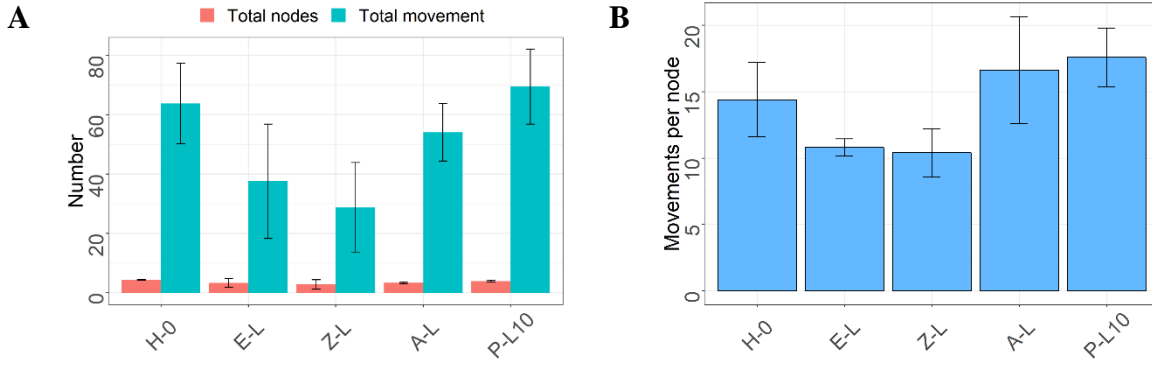 A
Total nodes Total movement
Number
80
60
40
20
0
H-0 E-L Z-L A-L P-L10
B
Movements per node
20
15
10
5
0
H-0 E-L Z-L A-L P-L10